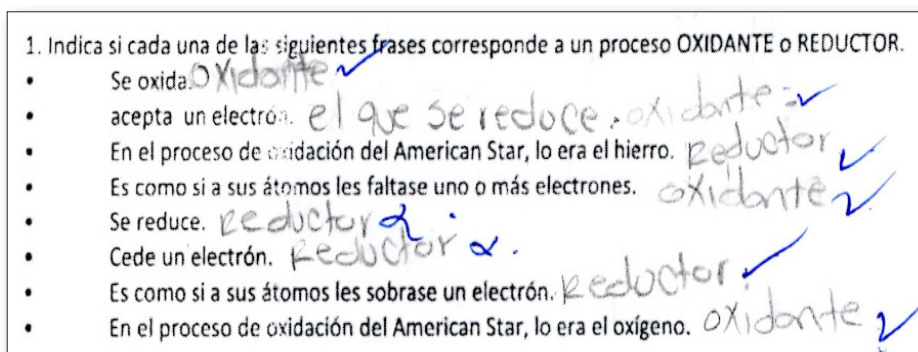 1. Indica si cada una de las siguientes frases corresponde a un proceso OXIDANTE o REDUCTOR.
• Se oxida. Oxidante
• acepta un electrón. el que se reduce. oxidante
• En el proceso de oxidación del American Star, lo era el hierro. Reductor
• Es como si a sus átomos les faltase uno o más electrones. oxidante
• Se reduce. Reductor
• Cede un electrón. Reductor
• Es como si a sus átomos les sobrase un electrón. Reductor
• En el proceso de oxidación del American Star, lo era el oxígeno. Oxidante